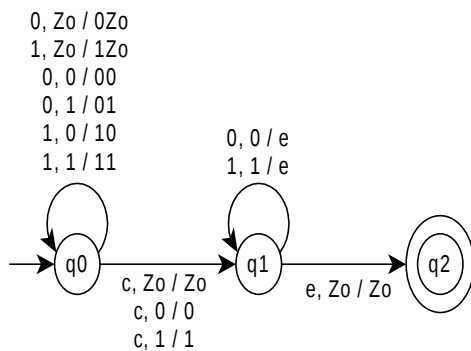 0, Zo / 0Zo
1, Zo / 1Zo
0, 0 / 00
0, 1 / 01
1, 0 / 10
1, 1 / 11
0, 0 / e
1, 1 / e
q0
q1
q2
c, Zo / Zo
c, 0 / 0
c, 1 / 1
e, Zo / Zo